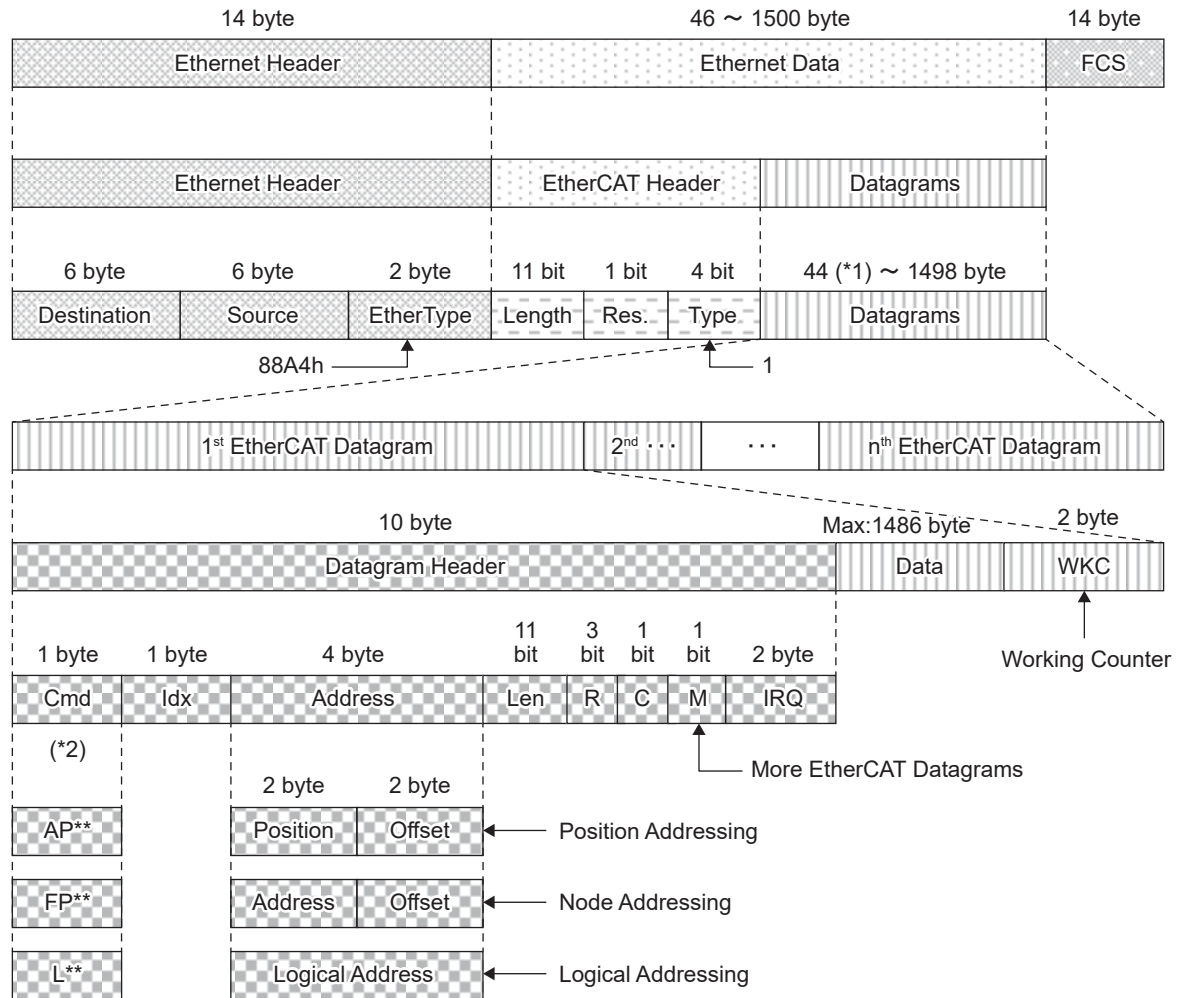 14 byte 46 ～ 1500 byte 14 byte
Ethernet Header Ethernet Data FCS
Ethernet Header EtherCAT Header Datagrams
6 byte 6 byte 2 byte 11 bit 1 bit 4 bit 44 (*1) ～ 1498 byte
Destination Source EtherType Length Res. Type Datagrams
88A4h 1
1st EtherCAT Datagram 2nd ··· ··· nth EtherCAT Datagram
10 byte Max:1486 byte 2 byte
Datagram Header Data WKC
Working Counter
1 byte 1 byte 4 byte 11 bit 3 bit 1 bit 1 bit 2 byte
Cmd Idx Address Len R C M IRQ
(*2)
More EtherCAT Datagrams
2 byte 2 byte
AP** Position Offset Position Addressing
FP** Address Offset Node Addressing
L** Logical Address Logical Addressing